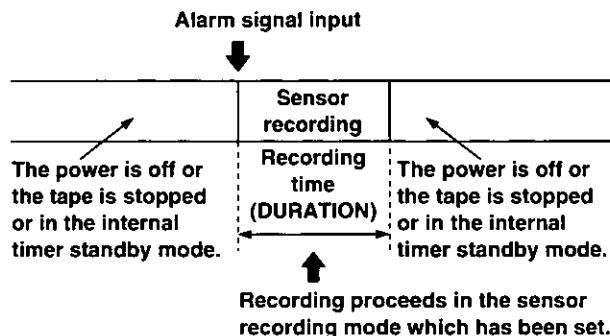 Alarm signal input
Sensor
recording
The power is off or
the tape is stopped
or in the internal
timer standby mode.
Recording
time
(DURATION)
The power is off or
the tape is stopped
or in the internal
timer standby mode.
Recording proceeds in the sensor
recording mode which has been set.